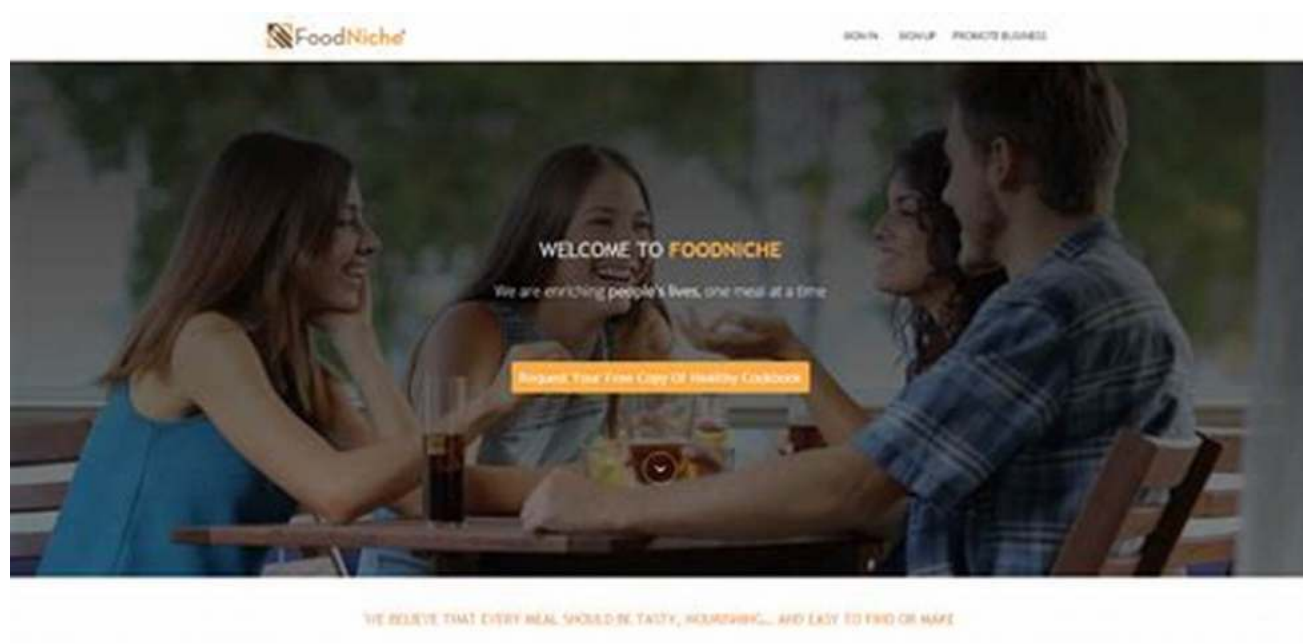 FoodNiche
SIGN IN SIGN UP PROMOTE BUSINESS
WELCOME TO FOODNICHE
We are enriching people's lives, one meal at a time
Request Your Free Copy Of Healthy Cookbook
WE BELIEVE THAT EVERY MEAL SHOULD BE TASTY, NOURISHING... AND EASY TO FIND OR MAKE